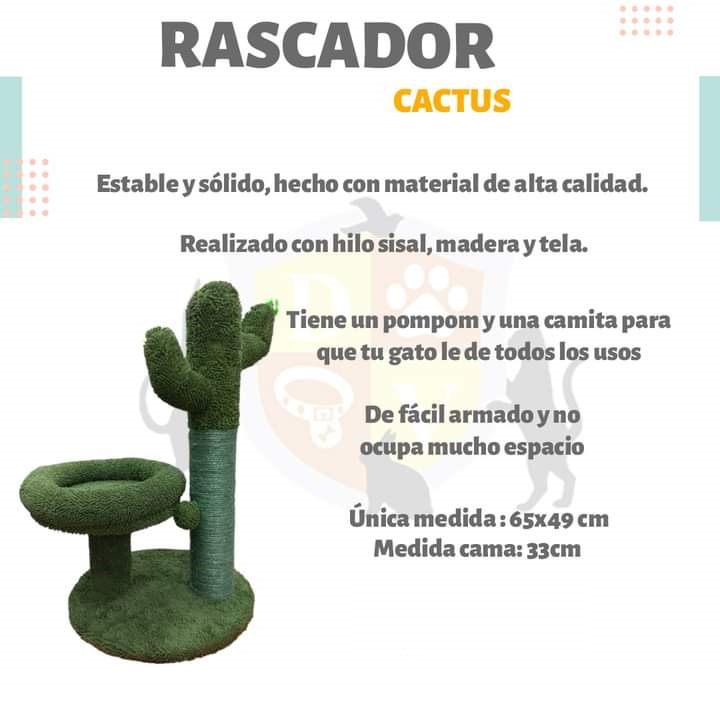 RASCADOR
CACTUS
Estable y sólido, hecho con material de alta calidad.
Realizado con hilo sisal, madera y tela.
Tiene un pompom y una camita para
que tu gato le de todos los usos
De fácil armado y no
ocupa mucho espacio
Única medida : 65x49 cm
Medida cama: 33cm
D
V